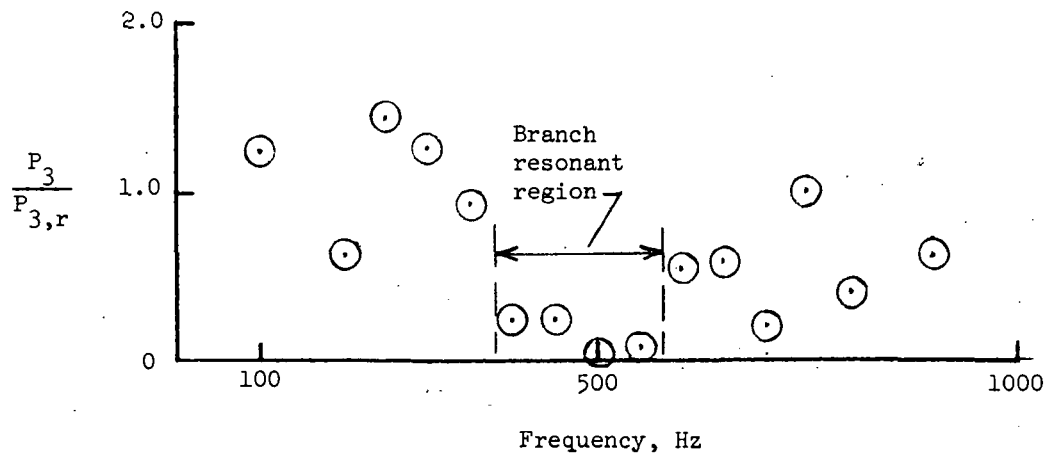 2.0
Branch
resonant
region
P3
P3,r
1.0
0
100
500
1000
Frequency, Hz